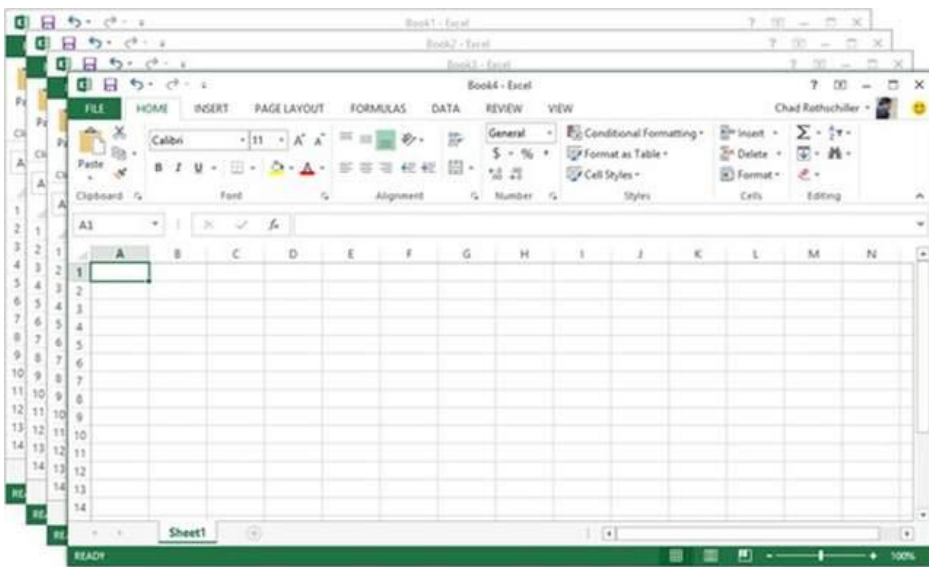 Book1 - Excel
Book2 - Excel
Book3 - Excel
Book4 - Excel
FILE HOME INSERT PAGE LAYOUT FORMULAS DATA REVIEW VIEW Chad Rothschiller
Calibri 11 General Conditional Formatting Insert
Paste B I U $ % Format as Table Delete
Cell Styles Format
Clipboard Font Alignment Number Styles Cells Editing
A1 fx
A B C D E F G H I J K L M N
1
2
3
4
5
6
7
8
9
10
11
12
13
14
Sheet1
READY 100%